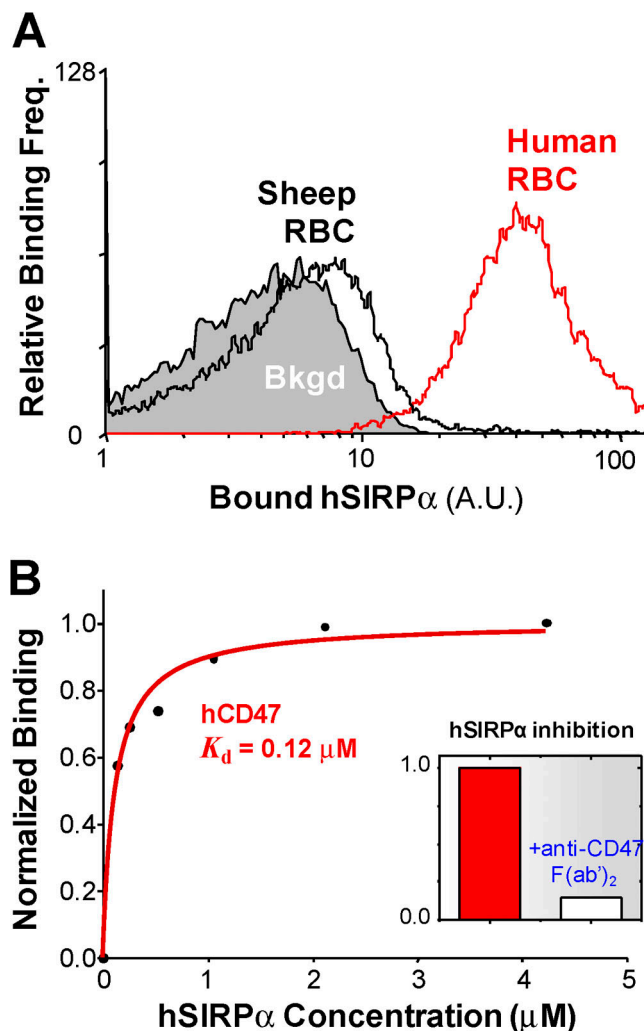 A
128
Relative Binding Freq.
0
Human
RBC
Sheep
RBC
Bkgd
1
10
100
Bound hSIRPα (A.U.)
B
1.0
0.8
0.6
0.4
0.2
0.0
Normalized Binding
hCD47
Kd = 0.12 μM
hSIRPα inhibition
1.0
+anti-CD47
F(ab')2
0.0
0
1
2
3
4
5
hSIRPα Concentration (μM)